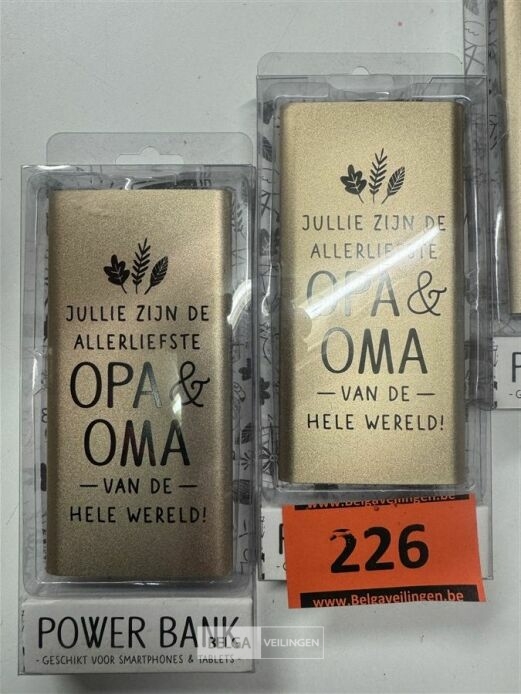 JULLIE ZIJN DE
ALLERLIEFSTE
OPA &
OMA
— VAN DE —
HELE WERELD!
POWER BANK
- GESCHIKT VOOR SMARTPHONES & TABLETS -
JULLIE ZIJN DE
ALLERLIEFSTE
OPA &
OMA
— VAN DE —
HELE WERELD!
www.Belgaveilingen.be
226
www.Belgaveilingen.be
BELGA VEILINGEN